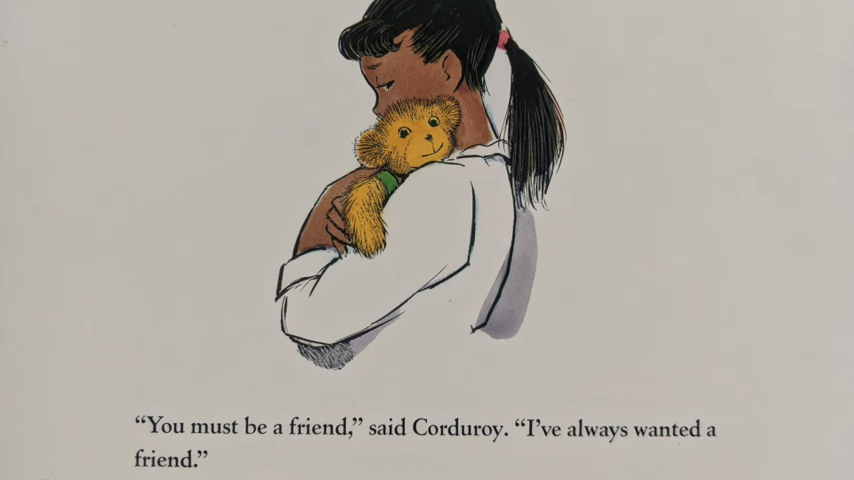 “You must be a friend,” said Corduroy. “I’ve always wanted a
friend.”